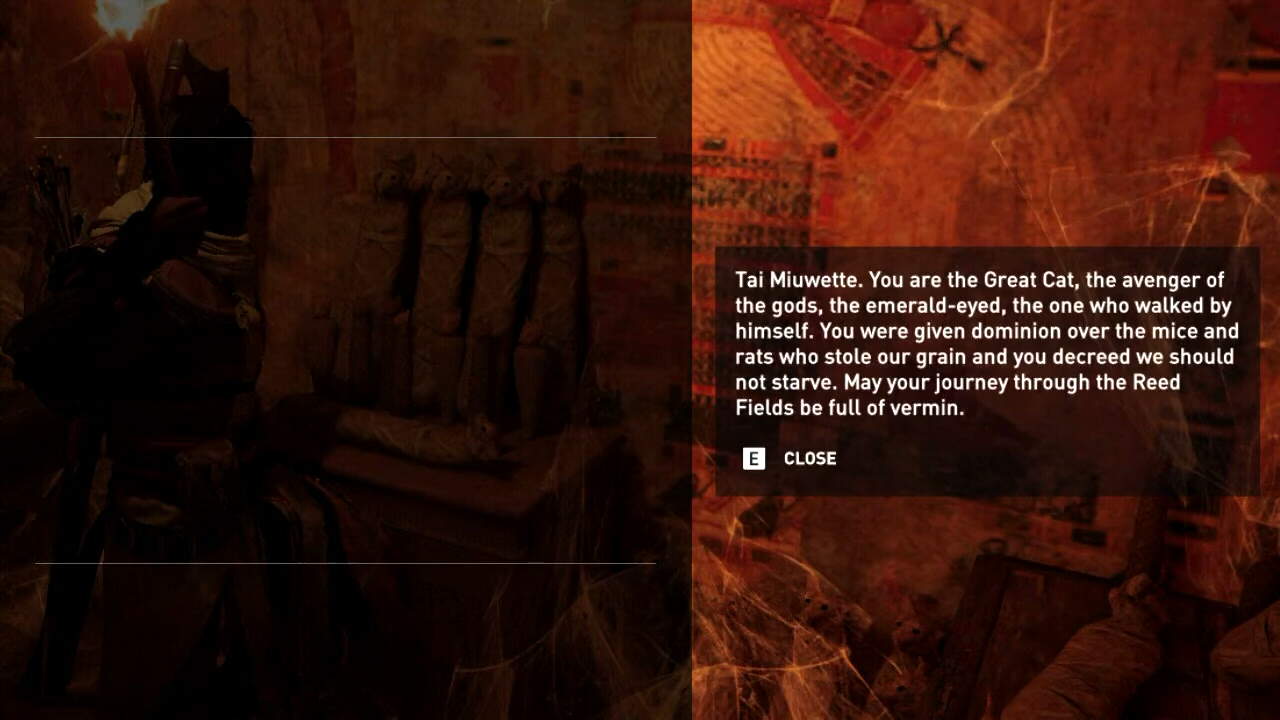 Tai Miuwette. You are the Great Cat, the avenger of
the gods, the emerald-eyed, the one who walked by
himself. You were given dominion over the mice and
rats who stole our grain and you decreed we should
not starve. May your journey through the Reed
Fields be full of vermin.
E CLOSE